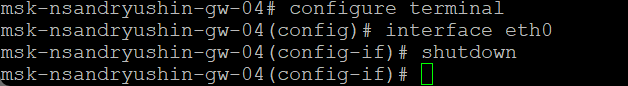 msk-nsandryushin-gw-04# configure terminal
msk-nsandryushin-gw-04(config)# interface eth0
msk-nsandryushin-gw-04(config-if)# shutdown
msk-nsandryushin-gw-04(config-if)#